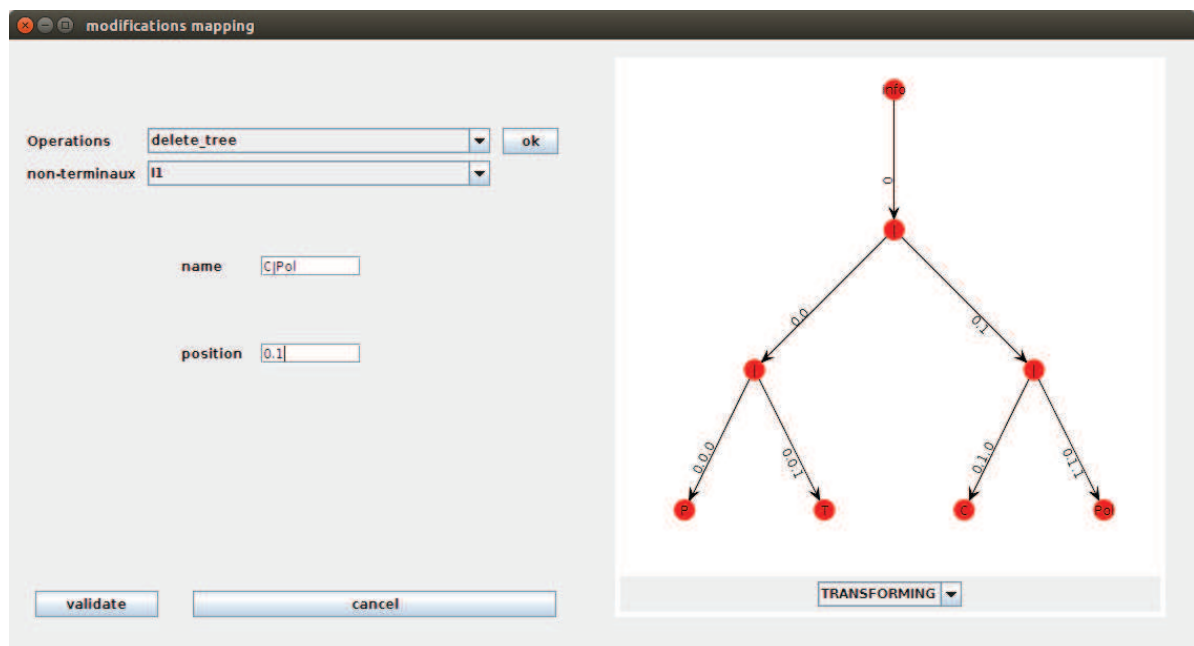 modifications mapping
Operations delete_tree ok
non-terminaux I1
name C|Pol
position 0.1
validate cancel
Info
0
|
0.0 0.1
| |
0.0.0 0.0.1 0.1.0 0.1.1
P T C Pol
TRANSFORMING